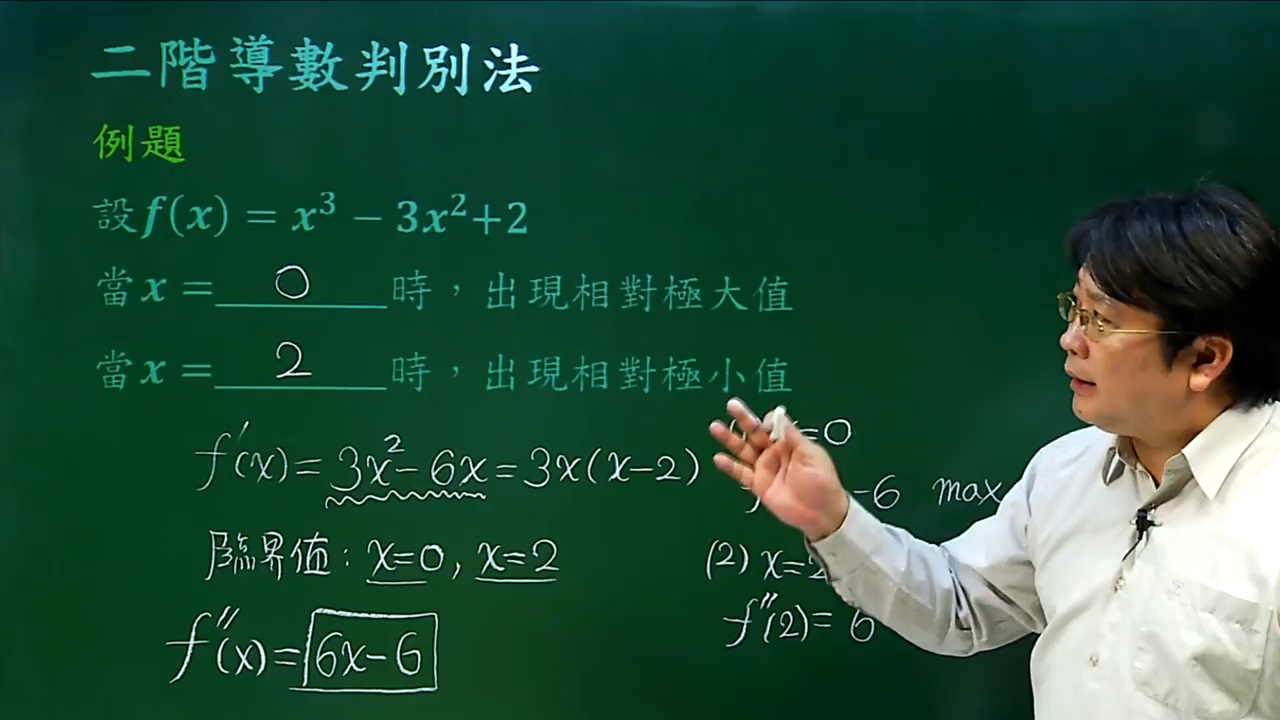 二階導數判別法
例題
設f(x) = x³ − 3x²+2
當x = 0 時，出現相對極大值
當x = 2 時，出現相對極小值
f'(x)= 3x²-6x = 3x(x-2)
臨界值：x=0, x=2
f''(x)= 6x-6
=0
-6 max
(2) x=2
f''(2)= 6